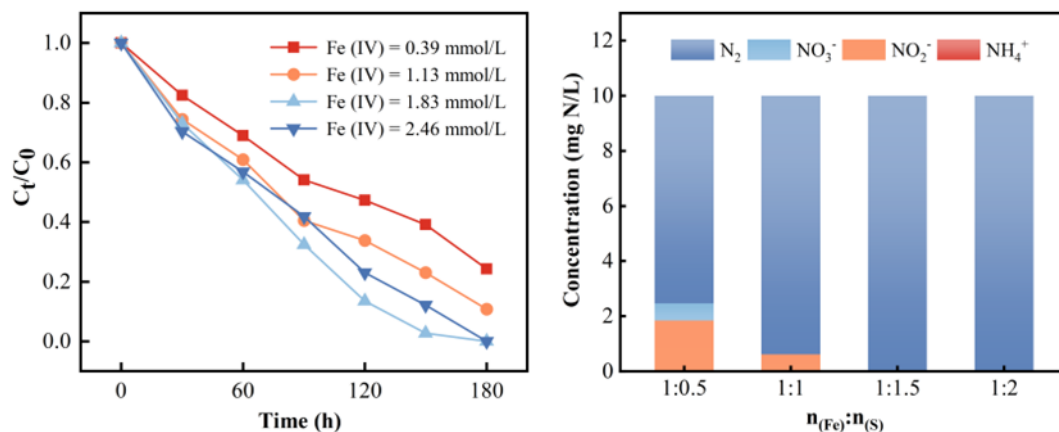 Fe (IV) = 0.39 mmol/L
Fe (IV) = 1.13 mmol/L
Fe (IV) = 1.83 mmol/L
Fe (IV) = 2.46 mmol/L
1.0
0.8
0.6
0.4
0.2
0.0
Cₜ/C₀
0 60 120 180
Time (h)
N₂ NO₃⁻ NO₂⁻ NH₄⁺
12
10
8
6
4
2
0
Concentration (mg N/L)
1:0.5 1:1 1:1.5 1:2
n(Fe):n(S)